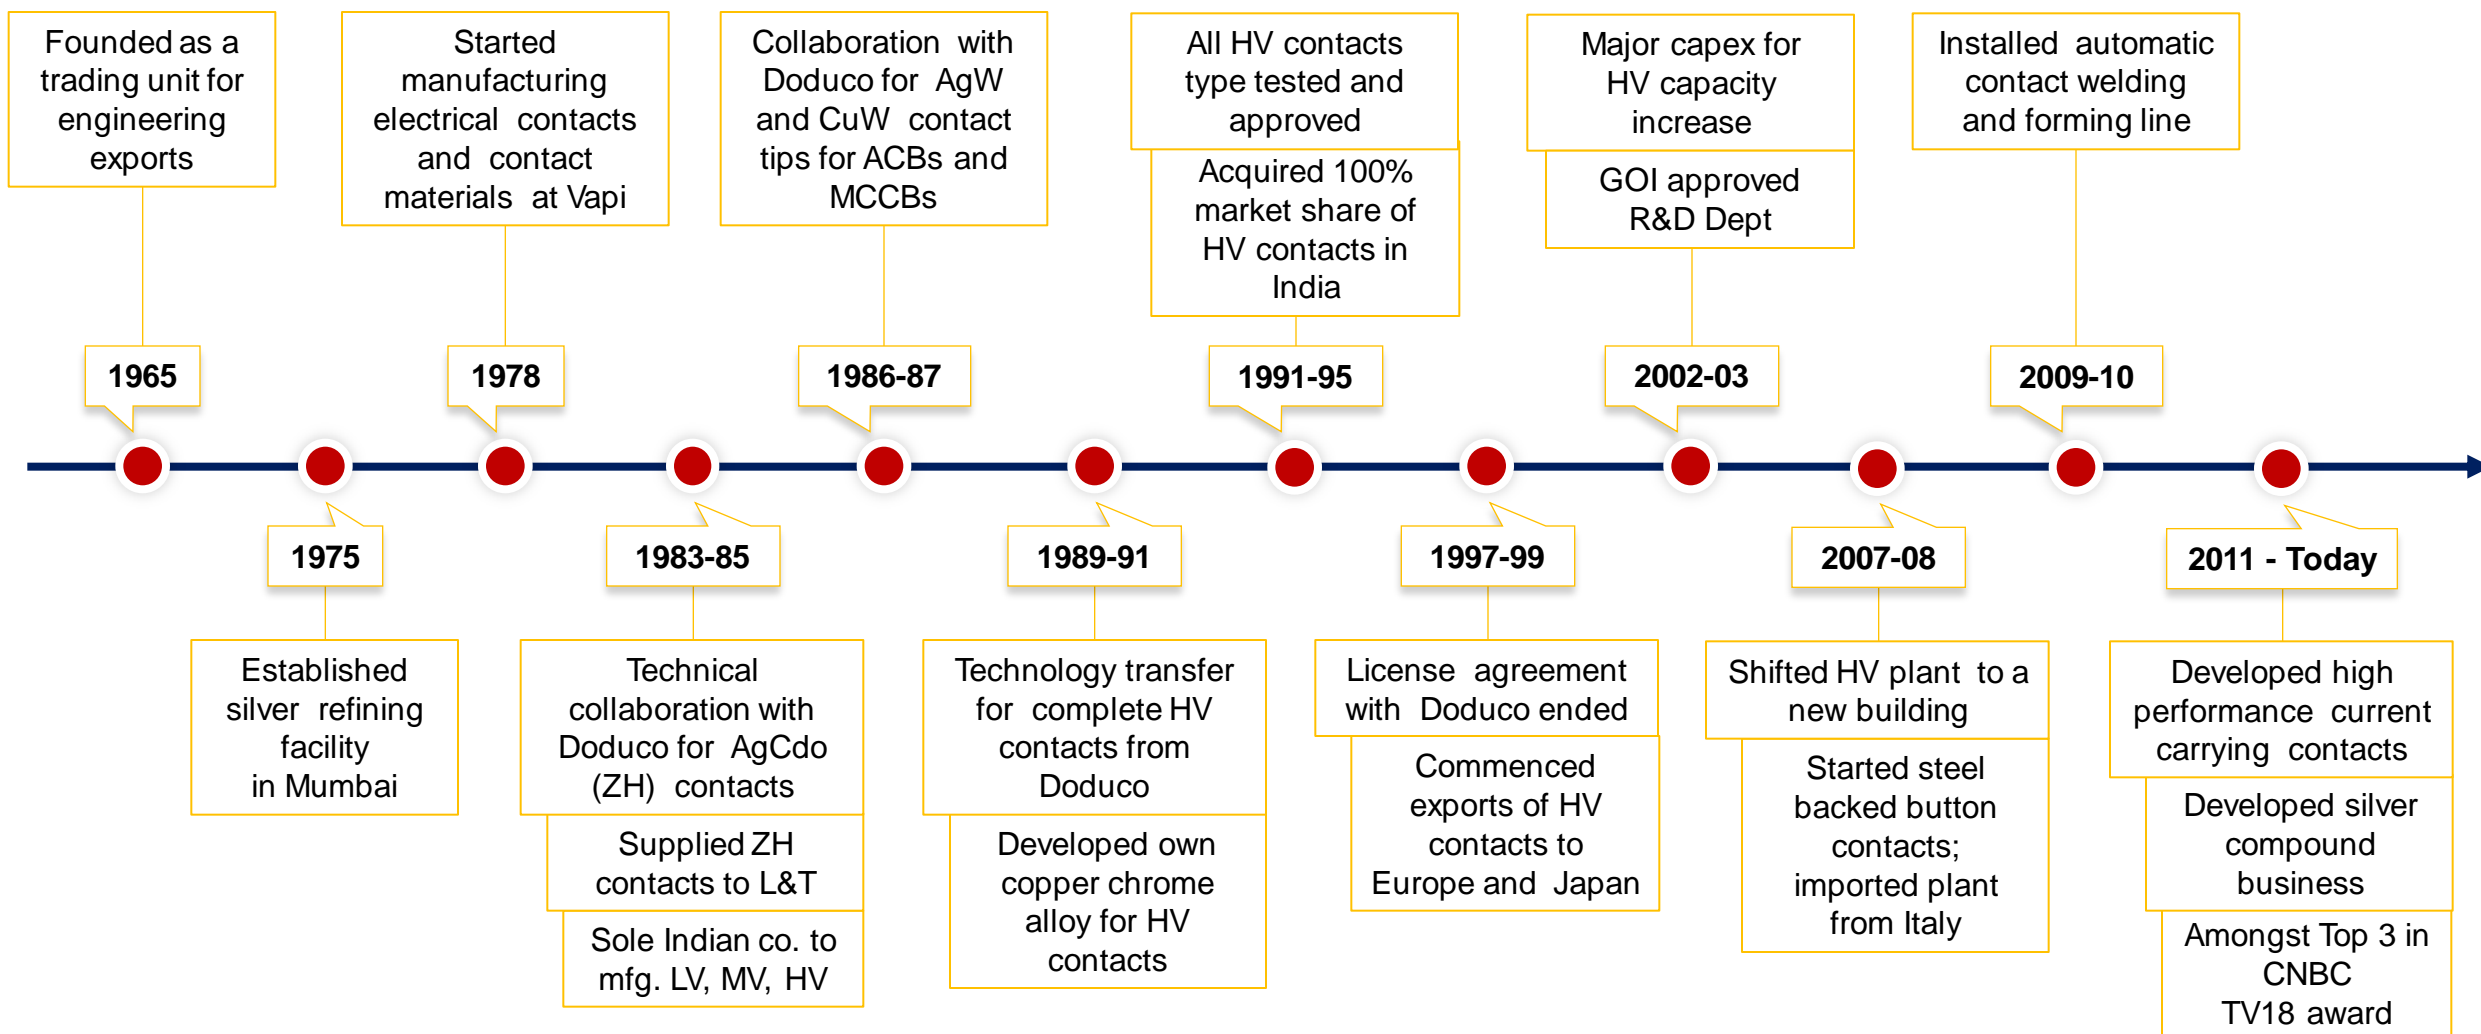 Founded as a
trading unit for
engineering
exports
Started
manufacturing
electrical contacts
and contact
materials at Vapi
Collaboration with
Doduco for AgW
and CuW contact
tips for ACBs and
MCCBs
All HV contacts
type tested and
approved
Acquired 100%
market share of
HV contacts in
India
Major capex for
HV capacity
increase
GOI approved
R&D Dept
Installed automatic
contact welding
and forming line
1965
1978
1986-87
1991-95
2002-03
2009-10
1975
1983-85
1989-91
1997-99
2007-08
2011 - Today
Established
silver refining
facility
in Mumbai
Technical
collaboration with
Doduco for AgCdo
(ZH) contacts
Supplied ZH
contacts to L&T
Sole Indian co. to
mfg. LV, MV, HV
Technology transfer
for complete HV
contacts from
Doduco
Developed own
copper chrome
alloy for HV
contacts
License agreement
with Doduco ended
Commenced
exports of HV
contacts to
Europe and Japan
Shifted HV plant to a
new building
Started steel
backed button
contacts;
imported plant
from Italy
Developed high
performance current
carrying contacts
Developed silver
compound
business
Amongst Top 3 in
CNBC
TV18 award